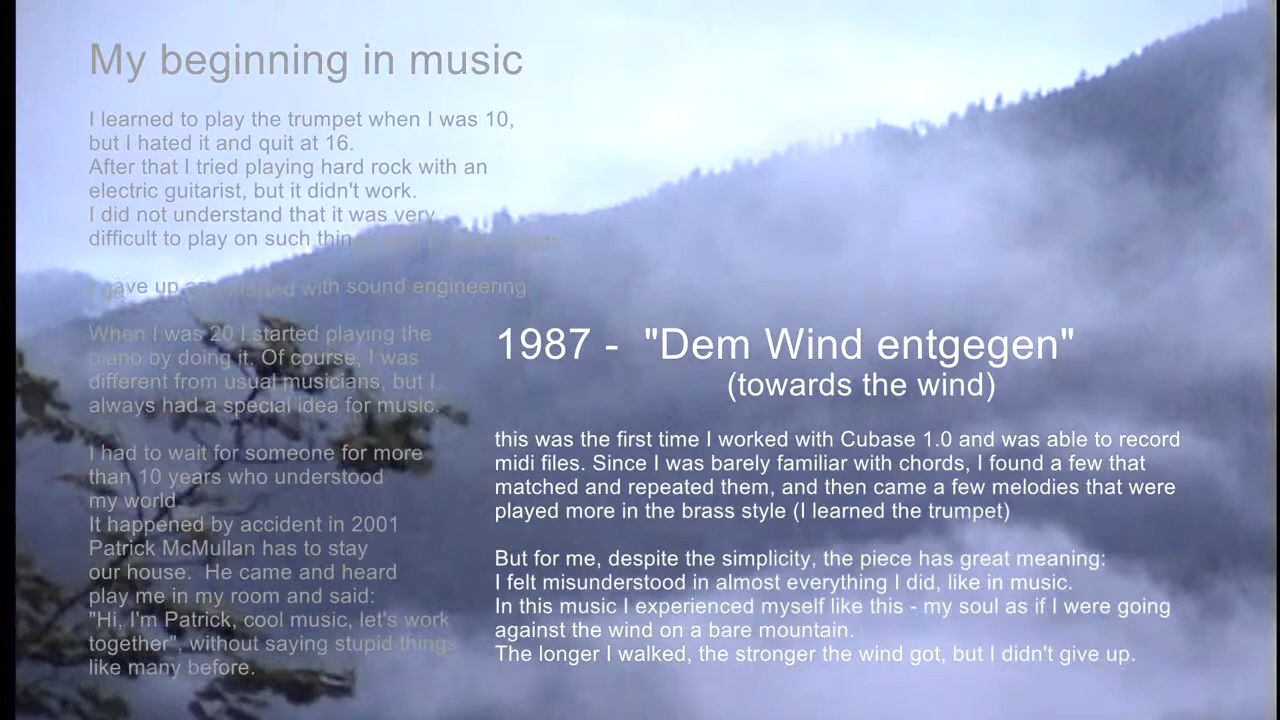 My beginning in music
I learned to play the trumpet when I was 10,
but I hated it and quit at 16.
After that I tried playing hard rock with an
electric guitarist, but it didn't work.
I did not understand that it was very
difficult to play on such
I gave up and started with sound engineering
When I was 20 I started playing the
piano by doing it. Of course, I was
different from usual musicians, but I
always had a special idea for music.
I had to wait for someone for more
than 10 years who understood
my world.
It happened by accident in 2001
Patrick McMullan has to stay
our house. He came and heard
play me in my room and said:
"Hi, I'm Patrick, cool music, let's work
together", without saying stupid things
like many before.
1987 - "Dem Wind entgegen"
(towards the wind)
this was the first time I worked with Cubase 1.0 and was able to record
midi files. Since I was barely familiar with chords, I found a few that
matched and repeated them, and then came a few melodies that were
played more in the brass style (I learned the trumpet)
But for me, despite the simplicity, the piece has great meaning:
I felt misunderstood in almost everything I did, like in music.
In this music I experienced myself like this - my soul as if I were going
against the wind on a bare mountain.
The longer I walked, the stronger the wind got, but I didn't give up.